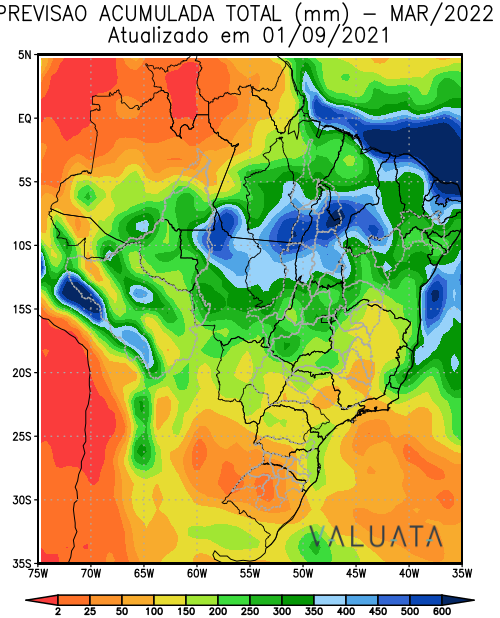 PREVISAO ACUMULADA TOTAL (mm) – MAR/2022
Atualizado em 01/09/2021
5N
EQ
5S
10S
15S
20S
25S
30S
35S
VALUATA
75W 70W 65W 60W 55W 50W 45W 40W 35W
2 25 50 100 150 200 250 300 350 400 450 500 600